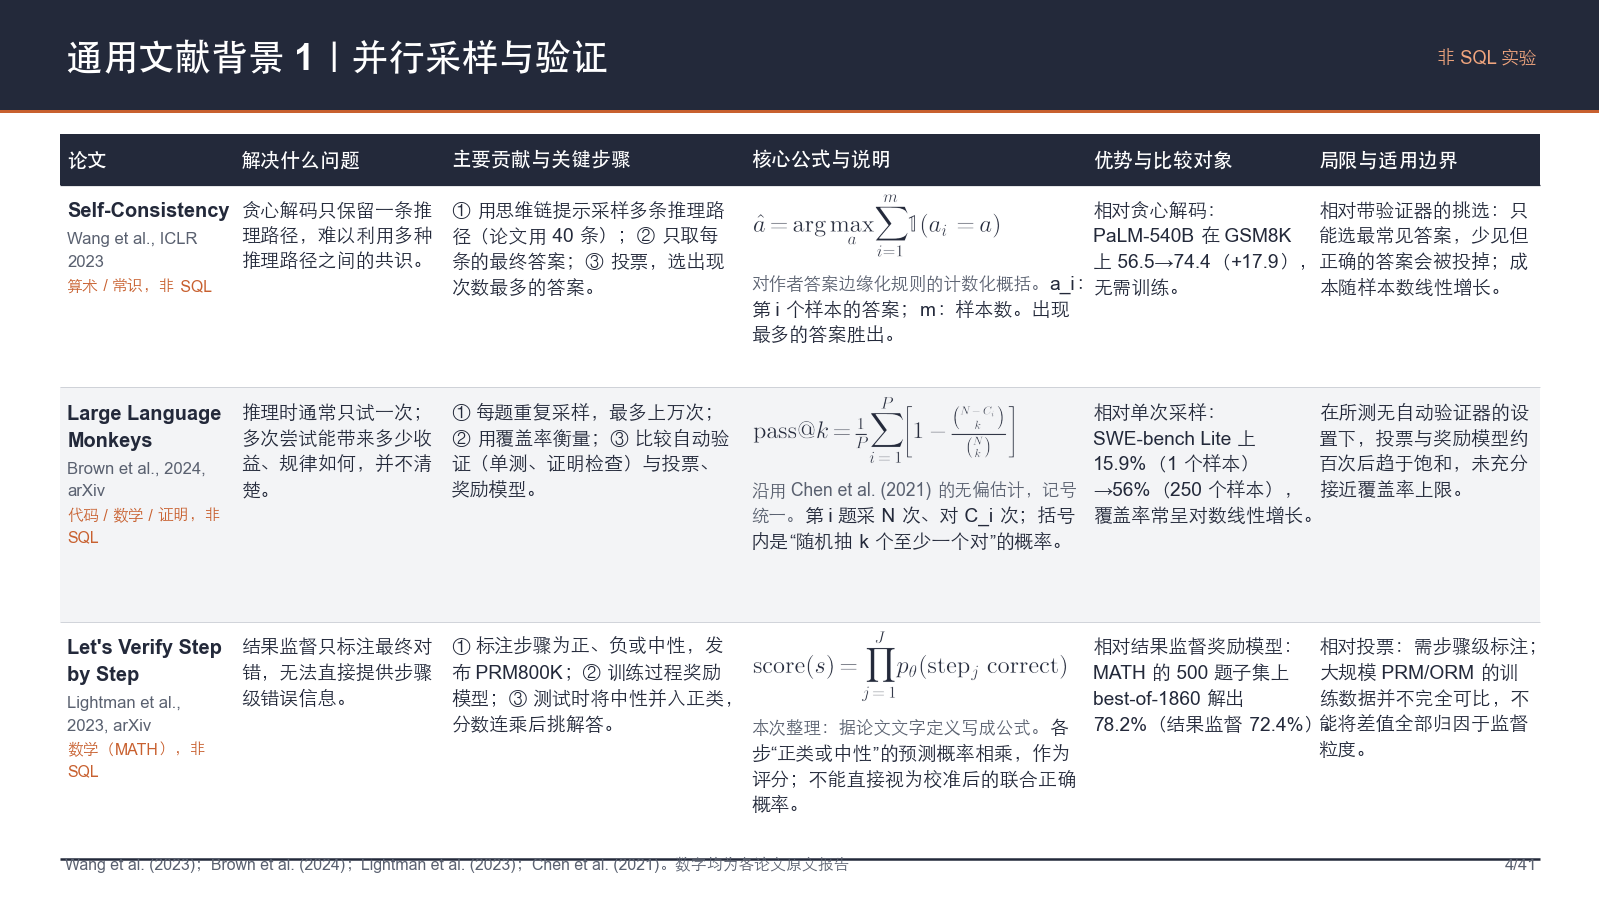 通用文献背景 1丨并行采样与验证
非 SQL 实验
论文
解决什么问题
主要贡献与关键步骤
核心公式与说明
优势与比较对象
局限与适用边界
Self-Consistency
Wang et al., ICLR
2023
算术 / 常识，非 SQL
贪心解码只保留一条推
理路径，难以利用多种
推理路径之间的共识。
① 用思维链提示采样多条推理路
径（论文用 40 条）；② 只取每
条的最终答案；③ 投票，选出现
次数最多的答案。
â = arg max_a ∑_{i=1}^{m} 𝟙(a_i = a)
对作者答案边缘化规则的计数化概括。a_i：
第 i 个样本的答案；m：样本数。出现
最多的答案胜出。
相对贪心解码：
PaLM-540B 在 GSM8K
上 56.5→74.4（+17.9），
无需训练。
相对带验证器的挑选：只
能选最常见答案，少见但
正确的答案会被投掉；成
本随样本数线性增长。
Large Language
Monkeys
Brown et al., 2024,
arXiv
代码 / 数学 / 证明，非
SQL
推理时通常只试一次；
多次尝试能带来多少收
益、规律如何，并不清
楚。
① 每题重复采样，最多上万次；
② 用覆盖率衡量；③ 比较自动验
证（单测、证明检查）与投票、
奖励模型。
pass@k = \frac{1}{P} ∑_{i=1}^{P} [1 − \frac{\binom{N−C_i}{k}}{\binom{N}{k}}]
沿用 Chen et al. (2021) 的无偏估计，记号
统一。第 i 题采 N 次、对 C_i 次；括号
内是“随机抽 k 个至少一个对”的概率。
相对单次采样：
SWE-bench Lite 上
15.9%（1 个样本）
→56%（250 个样本），
覆盖率常呈对数线性增长。
在所测无自动验证器的设
置下，投票与奖励模型约
百次后趋于饱和，未充分
接近覆盖率上限。
Let's Verify Step
by Step
Lightman et al.,
2023, arXiv
数学（MATH），非
SQL
结果监督只标注最终对
错，无法直接提供步骤
级错误信息。
① 标注步骤为正、负或中性，发
布 PRM800K；② 训练过程奖励
模型；③ 测试时将中性并入正类，
分数连乘后挑解答。
score(s) = ∏_{j=1}^{J} p_θ(step_j correct)
本次整理：据论文文字定义写成公式。各
步“正类或中性”的预测概率相乘，作为
评分；不能直接视为校准后的联合正确
概率。
相对结果监督奖励模型：
MATH 的 500 题子集上
best-of-1860 解出
78.2%（结果监督 72.4%）。
相对投票：需步骤级标注；
大规模 PRM/ORM 的训
练数据并不完全可比，不
能将差值全部归因于监督
粒度。
Wang et al. (2023)；Brown et al. (2024)；Lightman et al. (2023)；Chen et al. (2021)。数字均为各论文原文报告
4/41